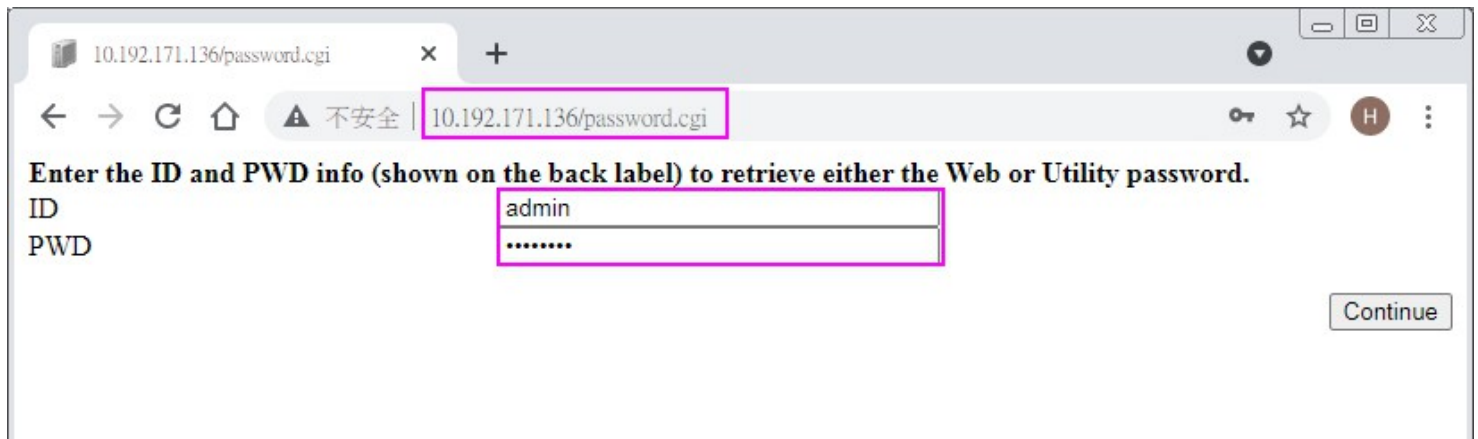 10.192.171.136/password.cgi
不安全 10.192.171.136/password.cgi H
Enter the ID and PWD info (shown on the back label) to retrieve either the Web or Utility password.
ID admin
PWD ••••••••
Continue